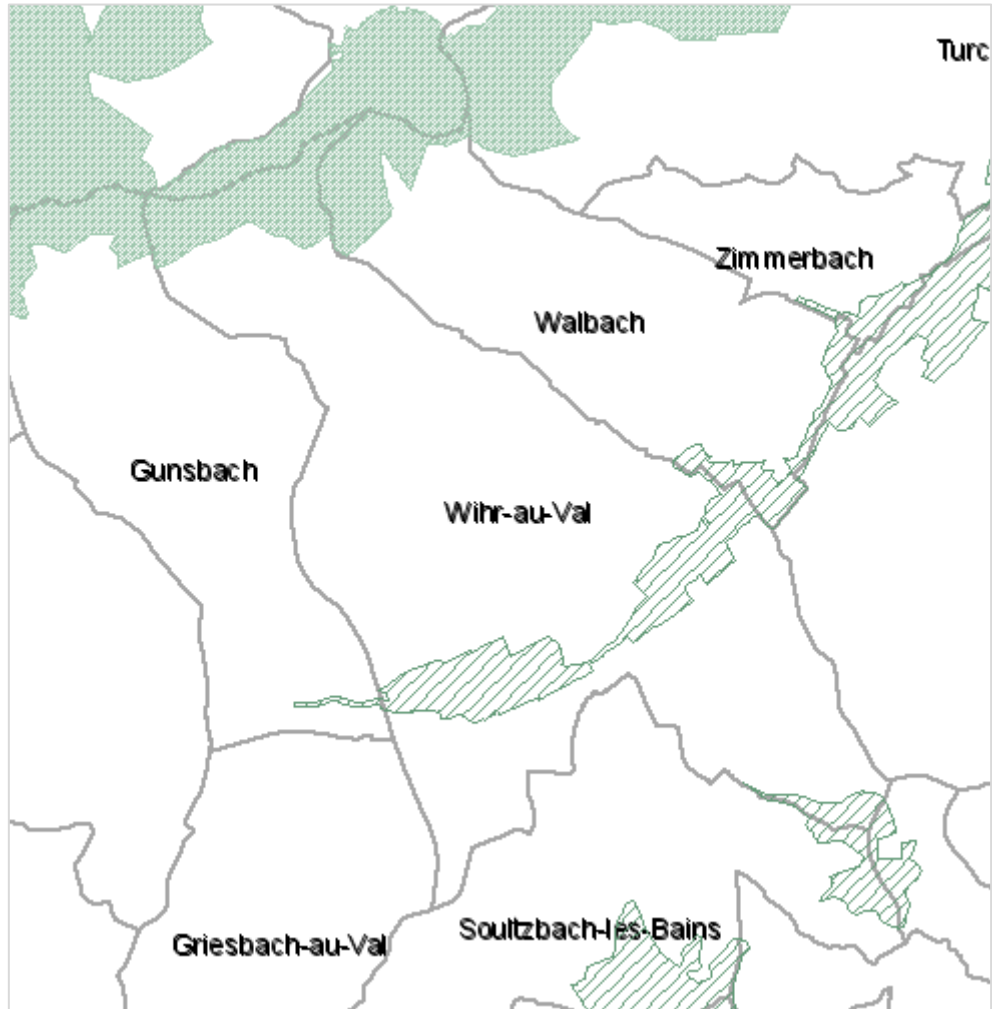 Turc
Zimmerbach
Walbach
Gunsbach
Wihr-au-Val
Griesbach-au-Val
Soultzbach-les-Bains